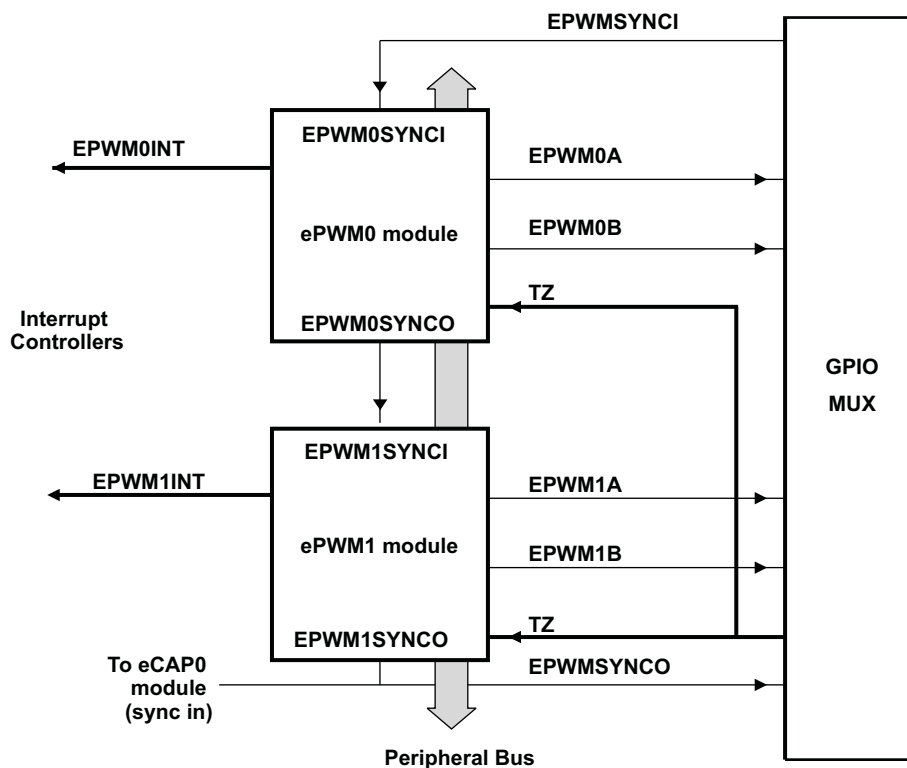 EPWMSYNCI
EPWM0SYNCI
EPWM0INT
EPWM0A
ePWM0 module
EPWM0B
TZ
EPWM0SYNCO
Interrupt
Controllers
GPIO
MUX
EPWM1SYNCI
EPWM1INT
EPWM1A
ePWM1 module
EPWM1B
TZ
EPWM1SYNCO
To eCAP0
module
(sync in)
EPWMSYNCO
Peripheral Bus